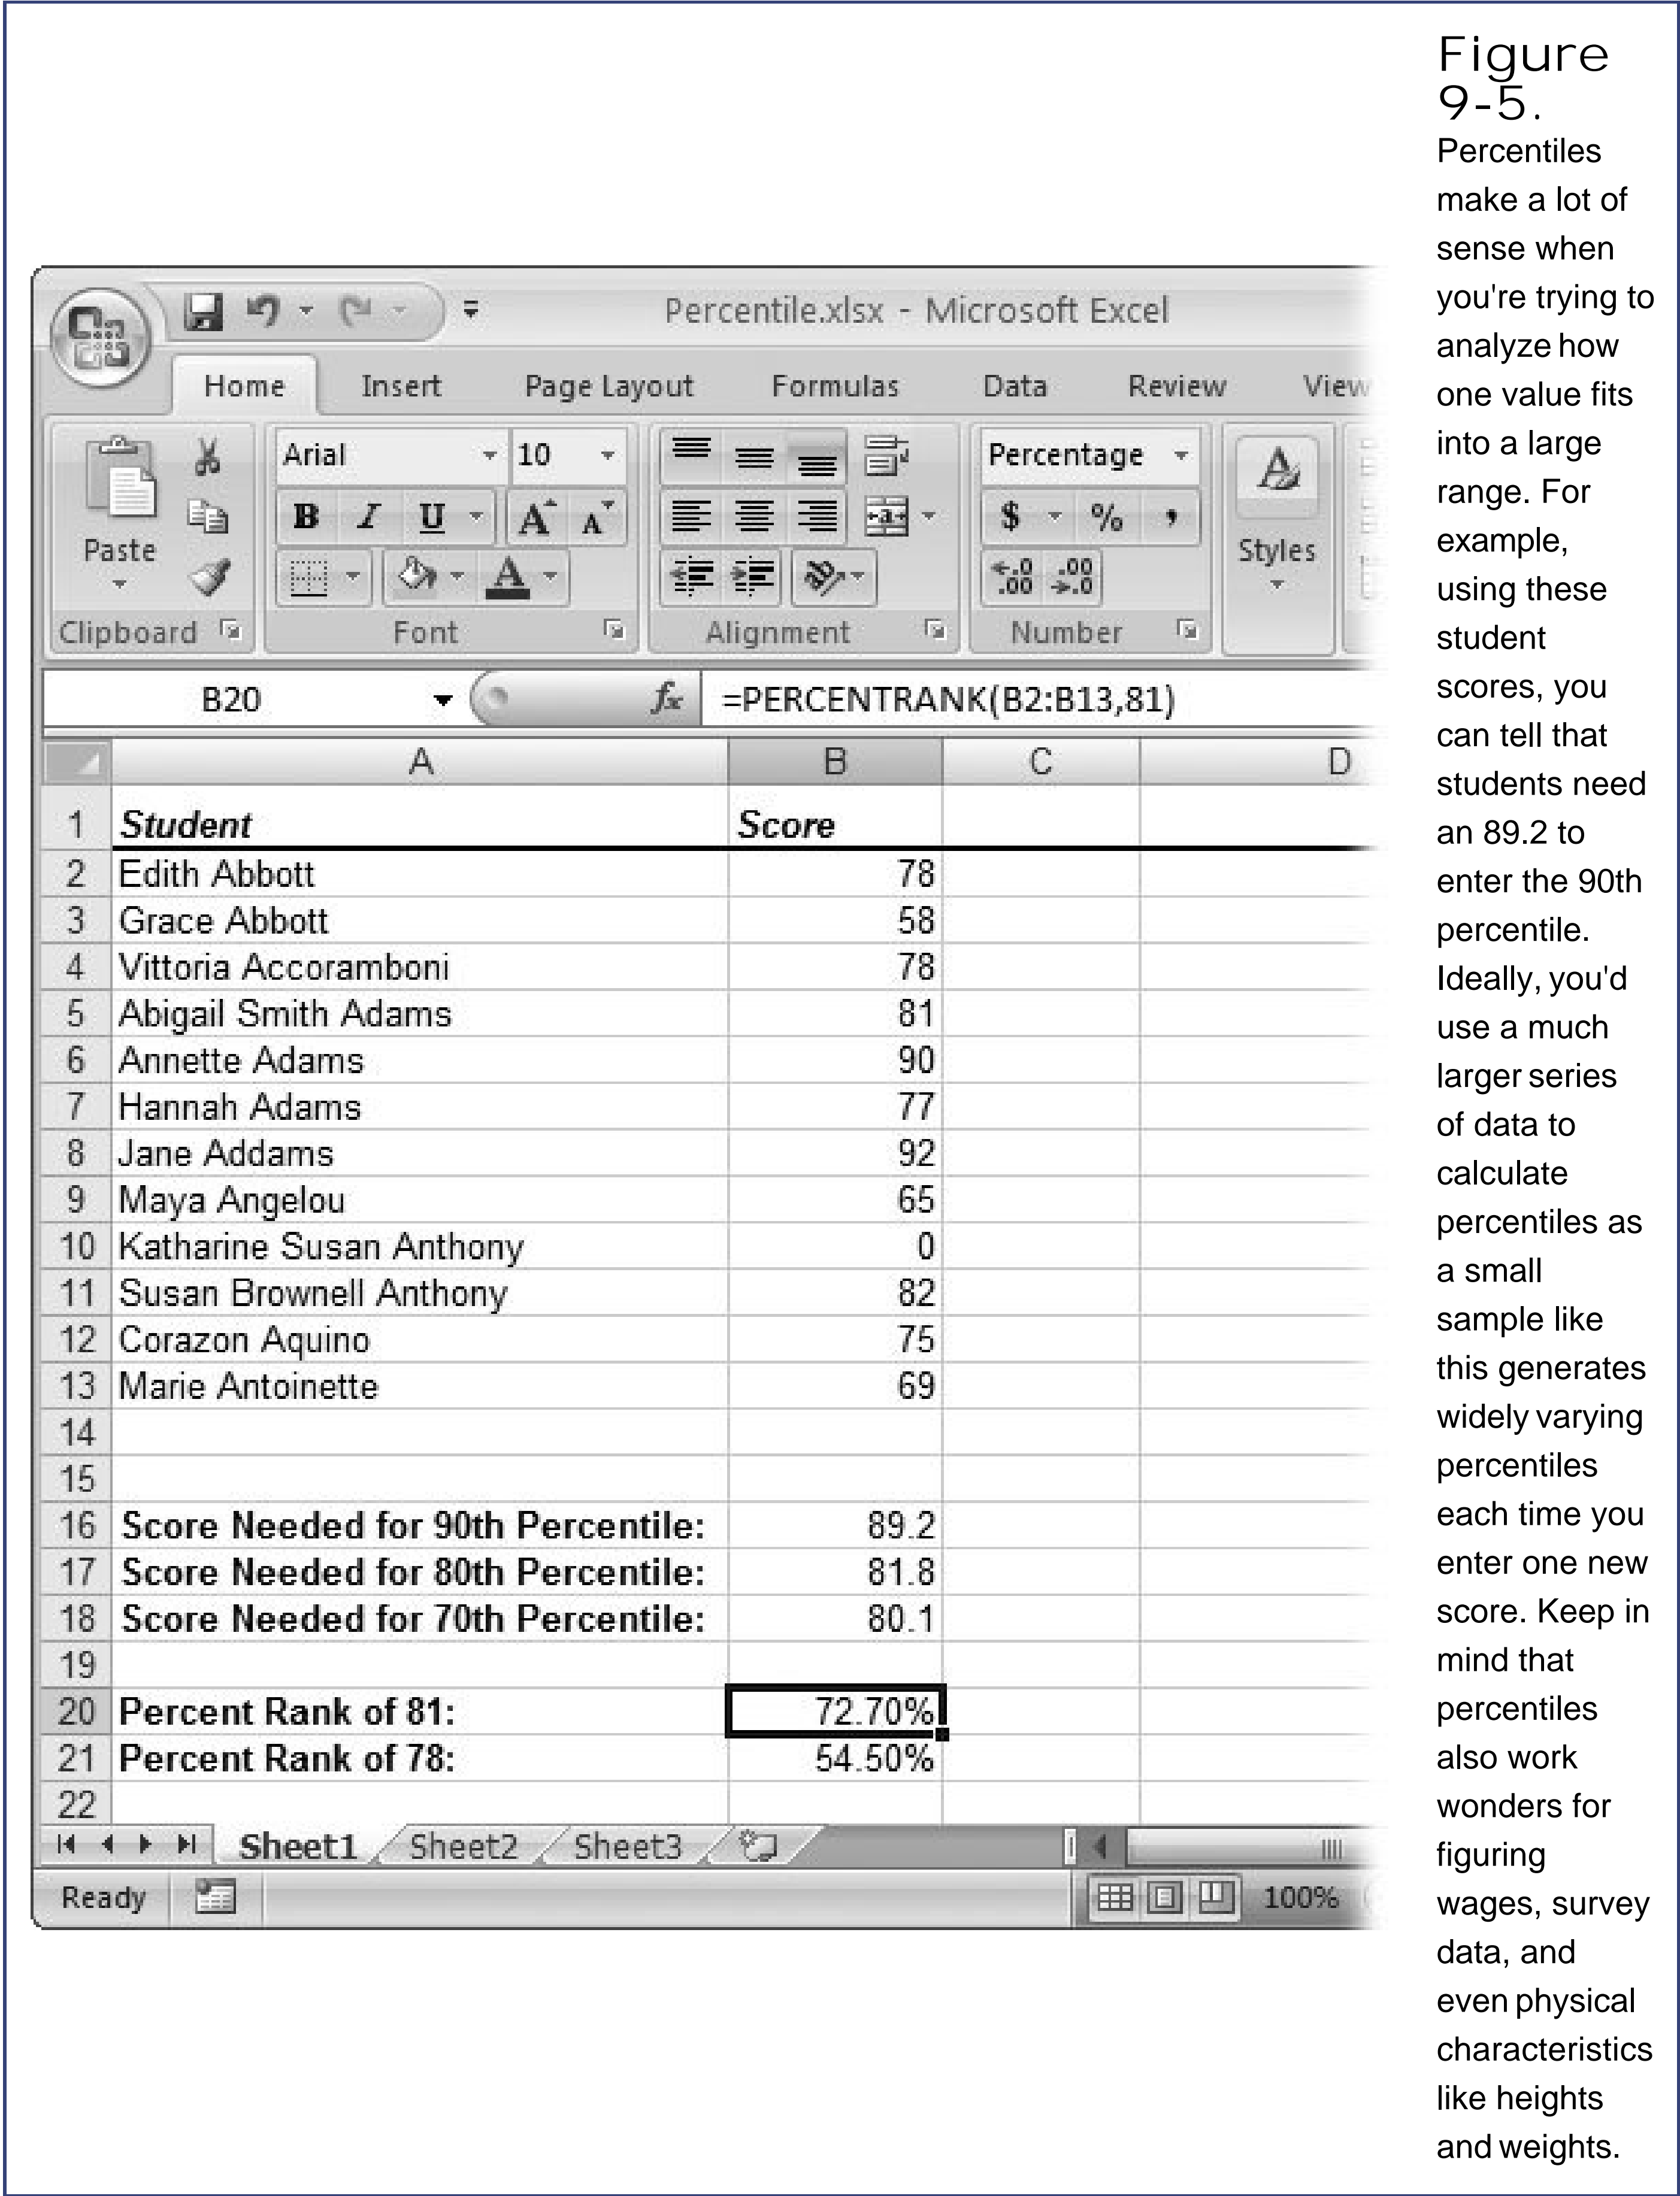 Percentile.xlsx - Microsoft Excel
Home Insert Page Layout Formulas Data Review View
Arial 10 Percentage
B I U A A $ % ,
Paste Styles
A .0 .00 .00 .0
Clipboard Font Alignment Number
B20 fx =PERCENTRANK(B2:B13,81)
A B C D
1 Student Score
2 Edith Abbott 78
3 Grace Abbott 58
4 Vittoria Accoramboni 78
5 Abigail Smith Adams 81
6 Annette Adams 90
7 Hannah Adams 77
8 Jane Addams 92
9 Maya Angelou 65
10 Katharine Susan Anthony 0
11 Susan Brownell Anthony 82
12 Corazon Aquino 75
13 Marie Antoinette 69
14
15
16 Score Needed for 90th Percentile: 89.2
17 Score Needed for 80th Percentile: 81.8
18 Score Needed for 70th Percentile: 80.1
19
20 Percent Rank of 81: 72.70%
21 Percent Rank of 78: 54.50%
22
Sheet1 Sheet2 Sheet3
Ready 100%
Figure
9-5.
Percentiles
make a lot of
sense when
you're trying to
analyze how
one value fits
into a large
range. For
example,
using these
student
scores, you
can tell that
students need
an 89.2 to
enter the 90th
percentile.
Ideally, you'd
use a much
larger series
of data to
calculate
percentiles as
a small
sample like
this generates
widely varying
percentiles
each time you
enter one new
score. Keep in
mind that
percentiles
also work
wonders for
figuring
wages, survey
data, and
even physical
characteristics
like heights
and weights.